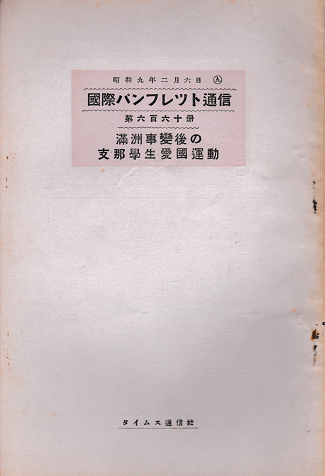 昭和九年二月六日 Ⓐ
國際パンフレツト通信
第六百六十册
滿洲事變後の
支那學生愛國運動
タイムス通信社